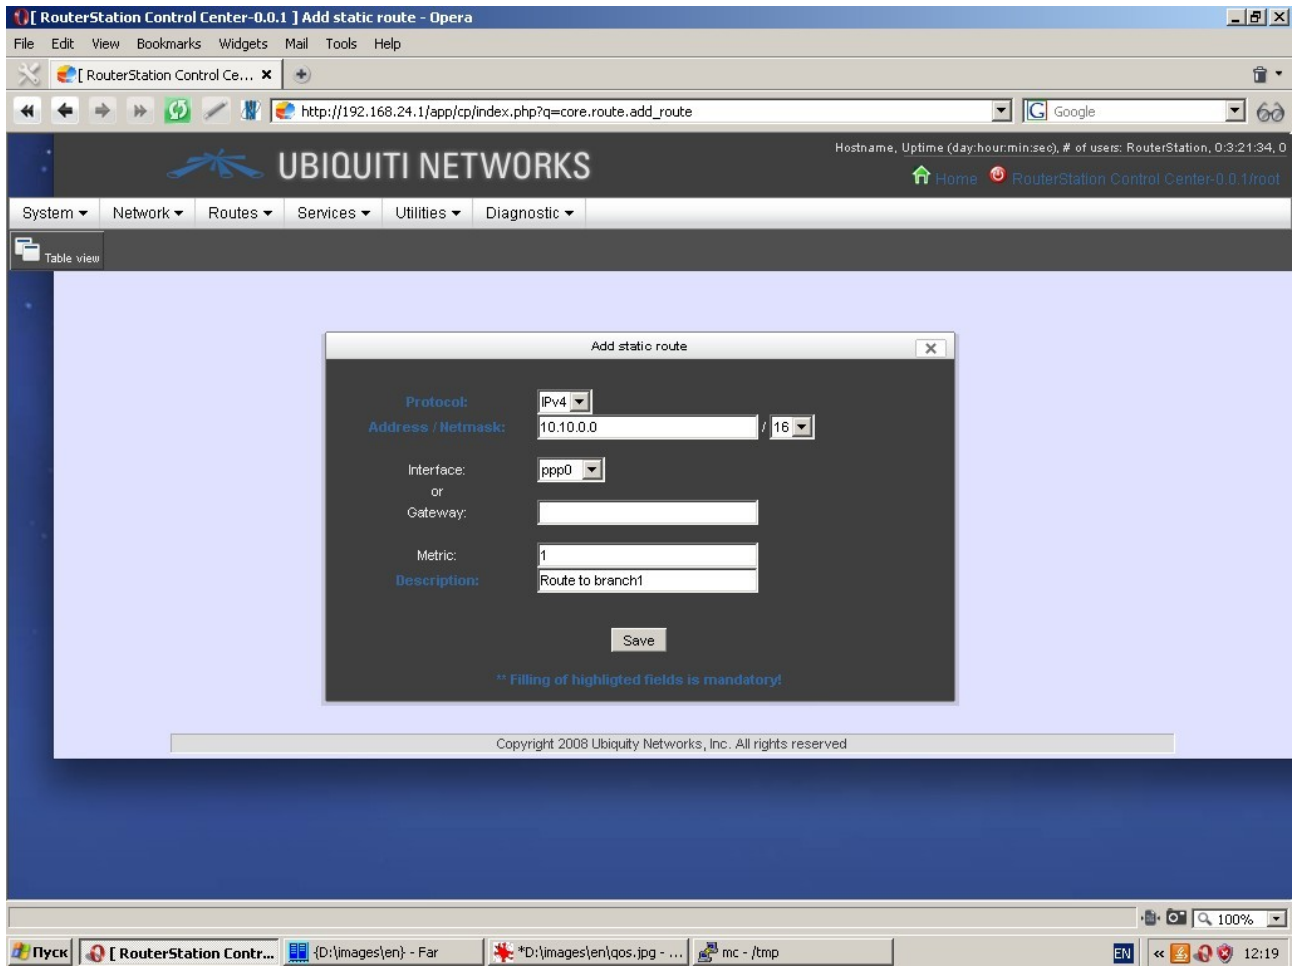 [ RouterStation Control Center-0.0.1 ] Add static route - Opera
File Edit View Bookmarks Widgets Mail Tools Help
[ RouterStation Control Ce...
http://192.168.24.1/app/cp/index.php?q=core.route.add_route
G Google
Hostname, Uptime (day:hour:min:sec), # of users: RouterStation, 0:3:21:34, 0
UBIQUITI NETWORKS
Home RouterStation Control Center-0.0.1/root
System Network Routes Services Utilities Diagnostic
Table view
Add static route
Protocol: IPv4
Address / Netmask: 10.10.0.0 / 16
Interface: ppp0
or
Gateway:
Metric: 1
Description: Route to branch1
Save
** Filling of highligted fields is mandatory!
Copyright 2008 Ubiquity Networks, Inc. All rights reserved
100%
Пуск [ RouterStation Contr... {D:\images\en} - Far *D:\images\en\qos.jpg - ... mc - /tmp EN « 12:19